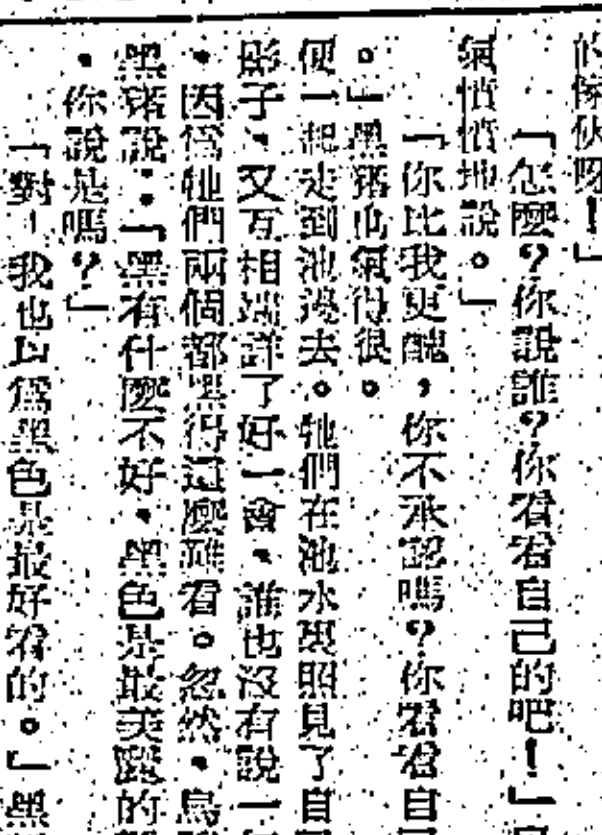 的傢伙呀！」
「怎麼？你說誰？你看看自己的吧！」
氣憤憤地說。」
「你比我更醜，你不承認嗎？你看看自
。」黑豬也氣得很。
便一起走到池邊去。牠們在池水裏照見了自
影子，又互相端詳了好一會，誰也沒有說一
，因爲牠們兩個都黑得這麼難看。忽然，烏
黑豬說：「黑有什麼不好，黑色是最美麗的
，你說是嗎？」
「對！我也以爲黑色是最好看的。」黑